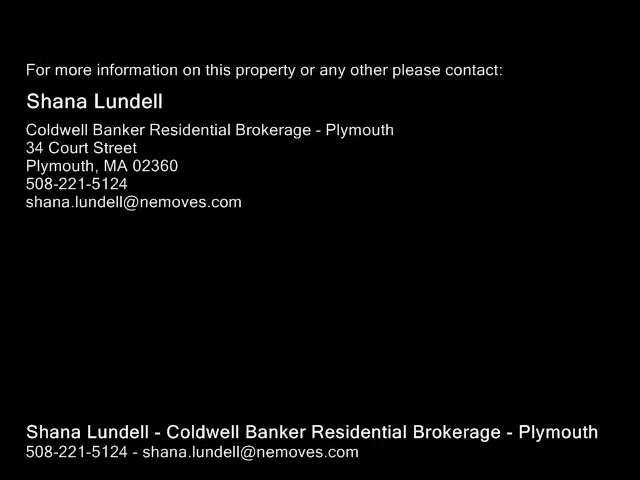 For more information on this property or any other please contact:
Shana Lundell
Coldwell Banker Residential Brokerage - Plymouth
34 Court Street
Plymouth, MA 02360
508-221-5124
shana.lundell@nemoves.com
Shana Lundell - Coldwell Banker Residential Brokerage - Plymouth
508-221-5124 - shana.lundell@nemoves.com